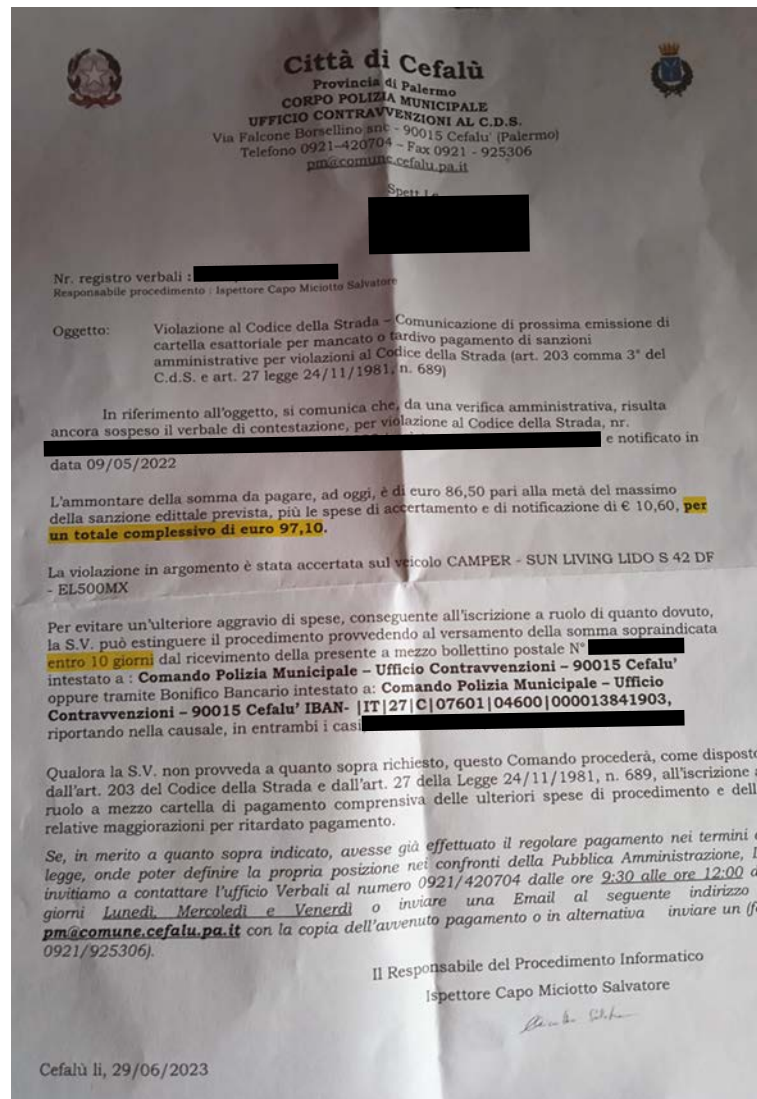 Città di Cefalù
Provincia di Palermo
CORPO POLIZIA MUNICIPALE
UFFICIO CONTRAVVENZIONI AL C.D.S.
Via Falcone Borsellino snc - 90015 Cefalu' (Palermo)
Telefono 0921–420704 – Fax 0921 - 925306
pm@comune.cefalu.pa.it
Spett.Le
Nr. registro verbali :
Responsabile procedimento : Ispettore Capo Miciotto Salvatore
Oggetto: Violazione al Codice della Strada – Comunicazione di prossima emissione di
cartella esattoriale per mancato o tardivo pagamento di sanzioni
amministrative per violazioni al Codice della Strada (art. 203 comma 3° del
C.d.S. e art. 27 legge 24/11/1981, n. 689)
In riferimento all'oggetto, si comunica che, da una verifica amministrativa, risulta
ancora sospeso il verbale di contestazione, per violazione al Codice della Strada, nr.
e notificato in
data 09/05/2022
L'ammontare della somma da pagare, ad oggi, è di euro 86,50 pari alla metà del massimo
della sanzione edittale prevista, più le spese di accertamento e di notificazione di € 10,60, per
un totale complessivo di euro 97,10.
La violazione in argomento è stata accertata sul veicolo CAMPER - SUN LIVING LIDO S 42 DF
- EL500MX
Per evitare un'ulteriore aggravio di spese, conseguente all'iscrizione a ruolo di quanto dovuto,
la S.V. può estinguere il procedimento provvedendo al versamento della somma sopraindicata
entro 10 giorni dal ricevimento della presente a mezzo bollettino postale N°
intestato a : Comando Polizia Municipale – Ufficio Contravvenzioni – 90015 Cefalu'
oppure tramite Bonifico Bancario intestato a: Comando Polizia Municipale – Ufficio
Contravvenzioni – 90015 Cefalu' IBAN- |IT|27|C|07601|04600|000013841903,
riportando nella causale, in entrambi i casi
Qualora la S.V. non provveda a quanto sopra richiesto, questo Comando procederà, come disposto
dall'art. 203 del Codice della Strada e dall'art. 27 della Legge 24/11/1981, n. 689, all'iscrizione a
ruolo a mezzo cartella di pagamento comprensiva delle ulteriori spese di procedimento e dell
relative maggiorazioni per ritardato pagamento.
Se, in merito a quanto sopra indicato, avesse già effettuato il regolare pagamento nei termini d
legge, onde poter definire la propria posizione nei confronti della Pubblica Amministrazione, L
invitiamo a contattare l'ufficio Verbali al numero 0921/420704 dalle ore 9:30 alle ore 12:00 d
giorni Lunedì, Mercoledì e Venerdì o inviare una Email al seguente indirizzo
pm@comune.cefalu.pa.it con la copia dell'avvenuto pagamento o in alternativa inviare un (f
0921/925306).
Il Responsabile del Procedimento Informatico
Ispettore Capo Miciotto Salvatore
Cefalù li, 29/06/2023